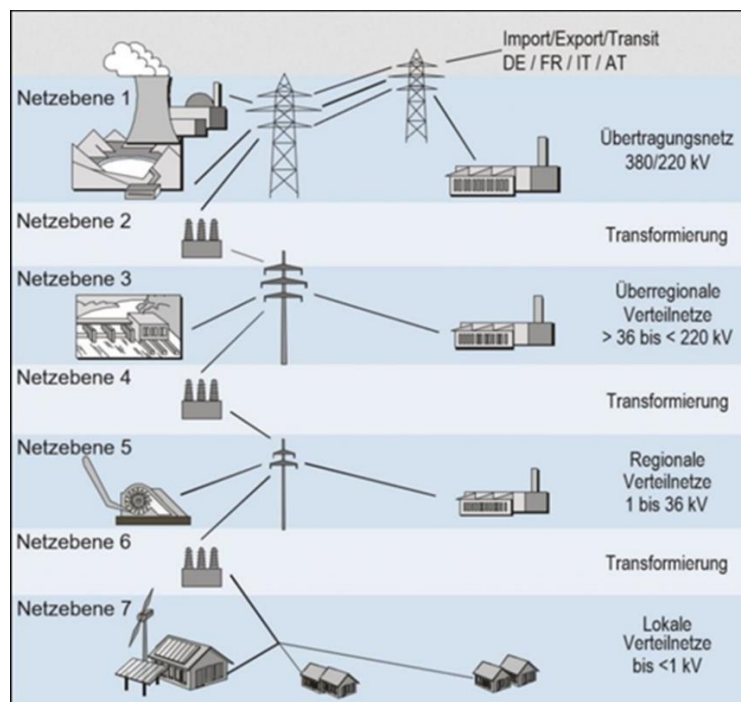 Import/Export/Transit
DE / FR / IT / AT
Netzebene 1
Übertragungsnetz
380/220 kV
Netzebene 2
Transformierung
Netzebene 3
Überregionale
Verteilnetze
> 36 bis < 220 kV
Netzebene 4
Transformierung
Netzebene 5
Regionale
Verteilnetze
1 bis 36 kV
Netzebene 6
Transformierung
Netzebene 7
Lokale
Verteilnetze
bis <1 kV